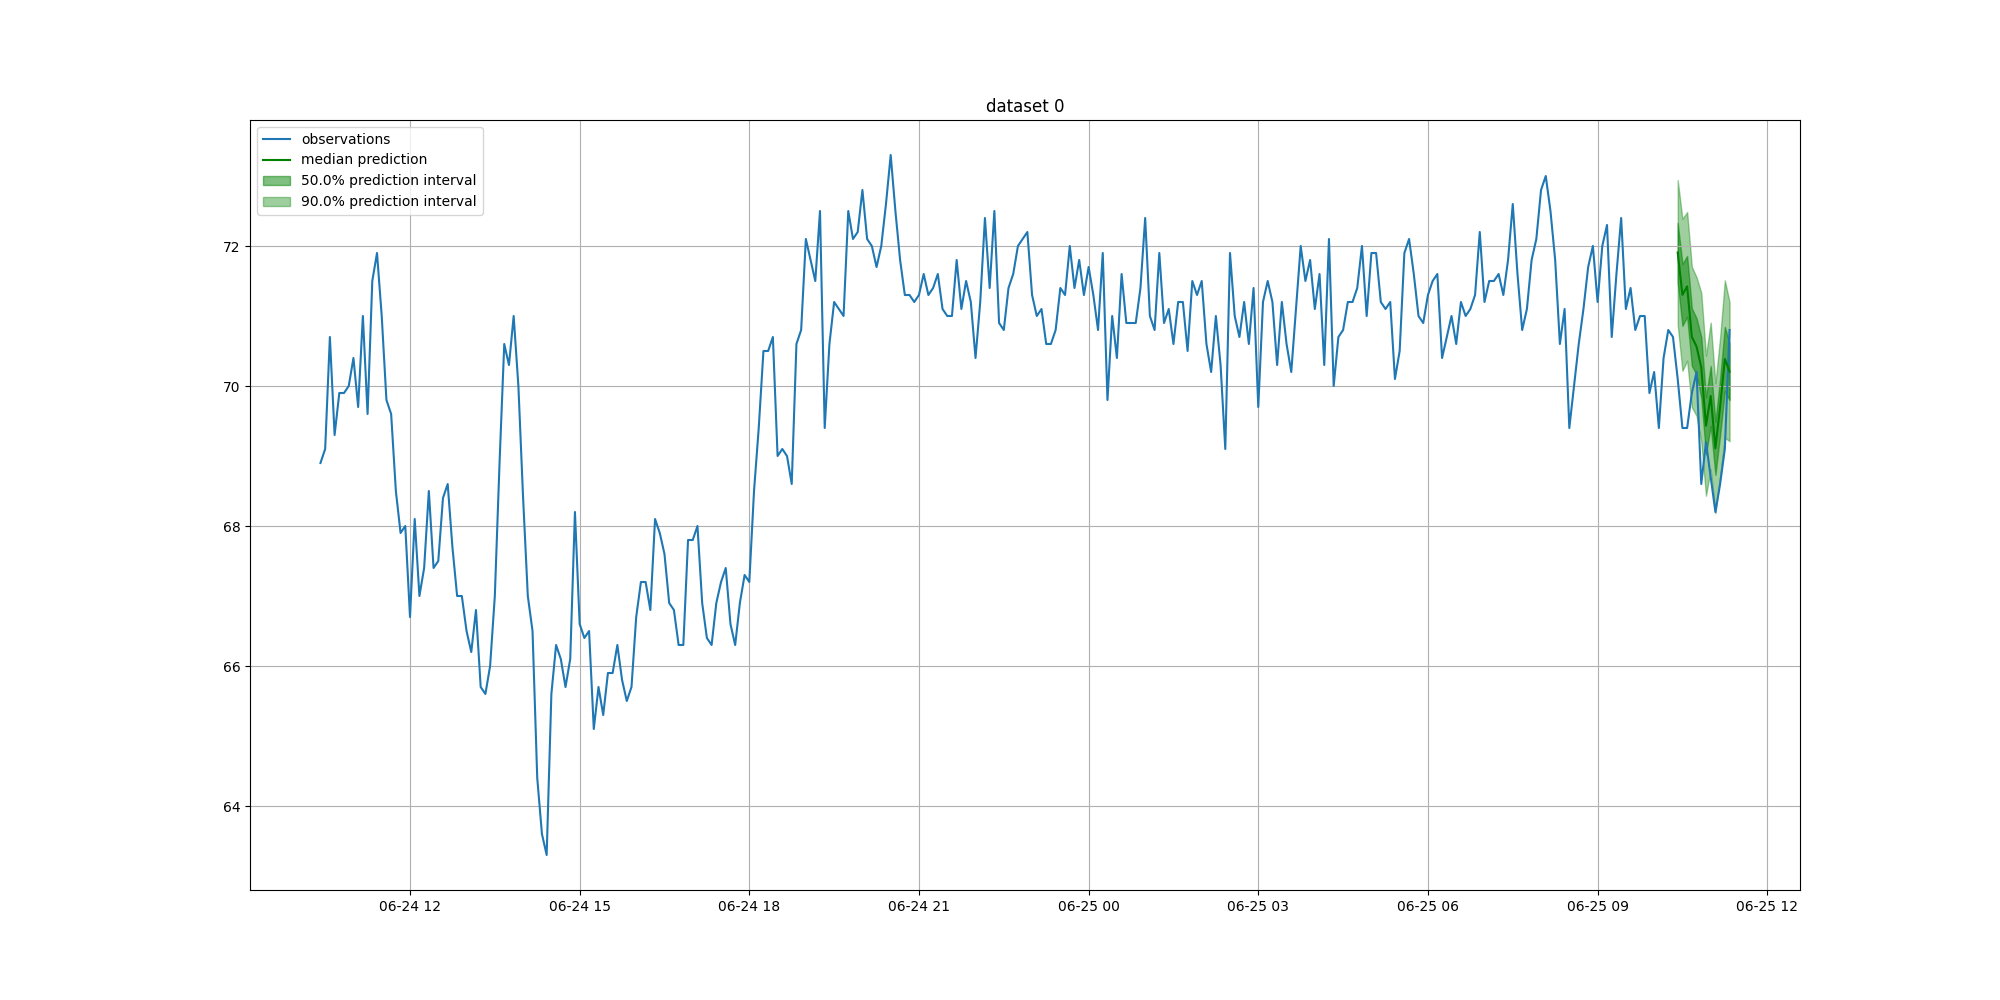 dataset 0
observations
median prediction
50.0% prediction interval
90.0% prediction interval
72
70
68
66
64
06-24 12
06-24 15
06-24 18
06-24 21
06-25 00
06-25 03
06-25 06
06-25 09
06-25 12